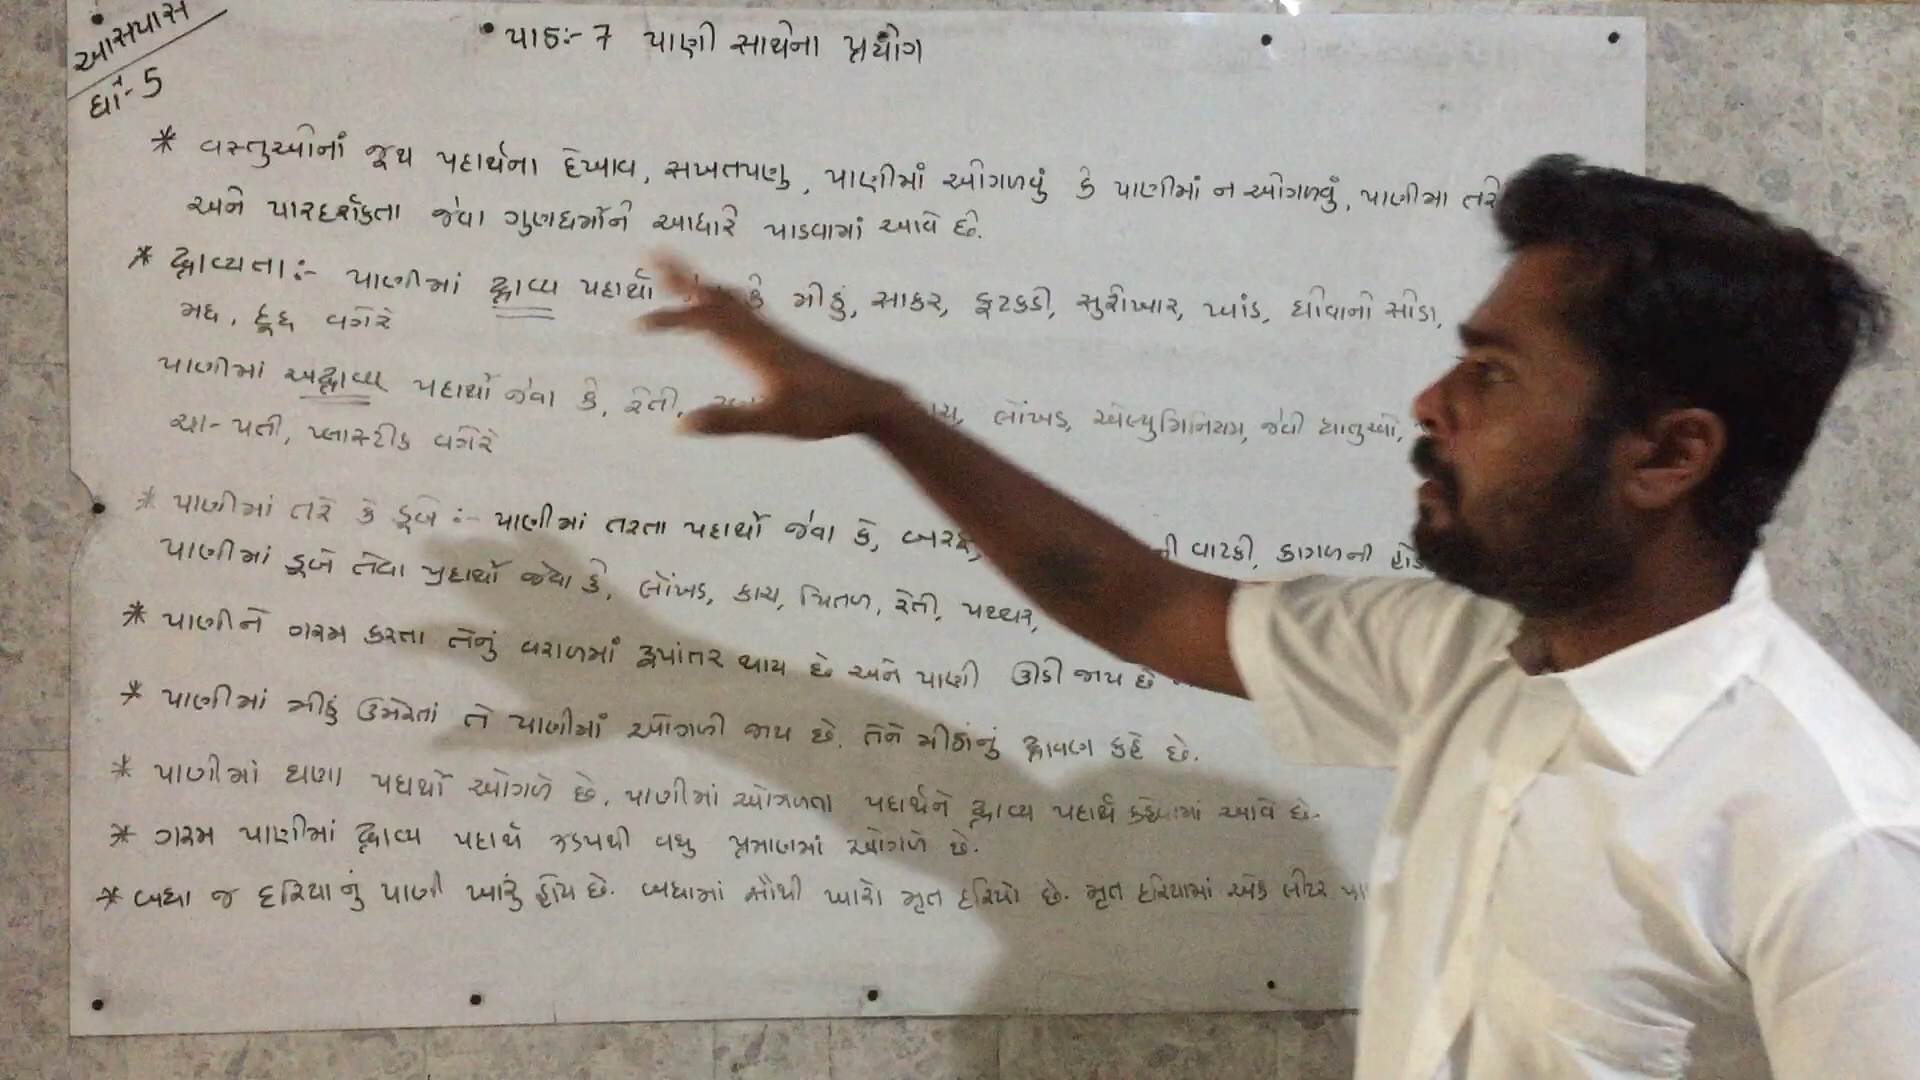 આસપાસ
ધો-5
પાઠ:- 7 પાણી સાથેના પ્રયોગ
* વસ્તુઓનાં જૂથ પદાર્થના દેખાવ, સખતપણુ, પાણીમાં ઓગળવું કે પાણીમાં ન ઓગળવું, પાણીમા તરે
અને પારદર્શકતા જેવા ગુણધર્મોને આધારે પાડવામાં આવે છે.
* દ્રાવ્યતા:- પાણીમાં દ્રાવ્ય પદાર્થો કે મીઠું, સાકર, ફટકડી, સુરોખાર, ખાંડ, ધોવાનો સોડા,
મધ, દૂધ વગેરે
પાણીમાં અદ્રાવ્ય પદાર્થો જેવા કે, રેતી, લોંખડ, એલ્યુમિનિયમ, જેવી ધાતુઓ,
ચા-પતી, પ્લાસ્ટીક વગેરે
* પાણીમાં તરે કે ડૂબે :- પાણીમાં તરતા પદાર્થો જેવા કે, બરફ, વાટકી, કાગળની
પાણીમાં ડૂબે તેવા પદાર્થો જેવા કે, લોંખડ, કાચ, પિતળ, રેતી, પથ્થર,
* પાણીને ગરમ કરતા તેનું વરાળમાં રૂપાંતર થાય છે અને પાણી ઊડી જાય છે
* પાણીમાં મીઠું ઉમેરતાં તે પાણીમાં ઓગળી જાય છે. તેને મીઠાંનું દ્રાવણ કહે છે.
* પાણીમાં ઘણા પદાર્થો ઓગળે છે. પાણીમાં ઓગળતા પદાર્થને દ્રાવ્ય પદાર્થ કહેવામાં આવે છે.
* ગરમ પાણીમાં દ્રાવ્ય પદાર્થ ઝડપથી વધુ પ્રમાણમાં ઓગળે છે.
* બધા જ દરિયાનું પાણી ખારું હોય છે. બધામાં સૌથી ખારો મૃત દરિયો છે. મૃત દરિયામાં એક લીટર